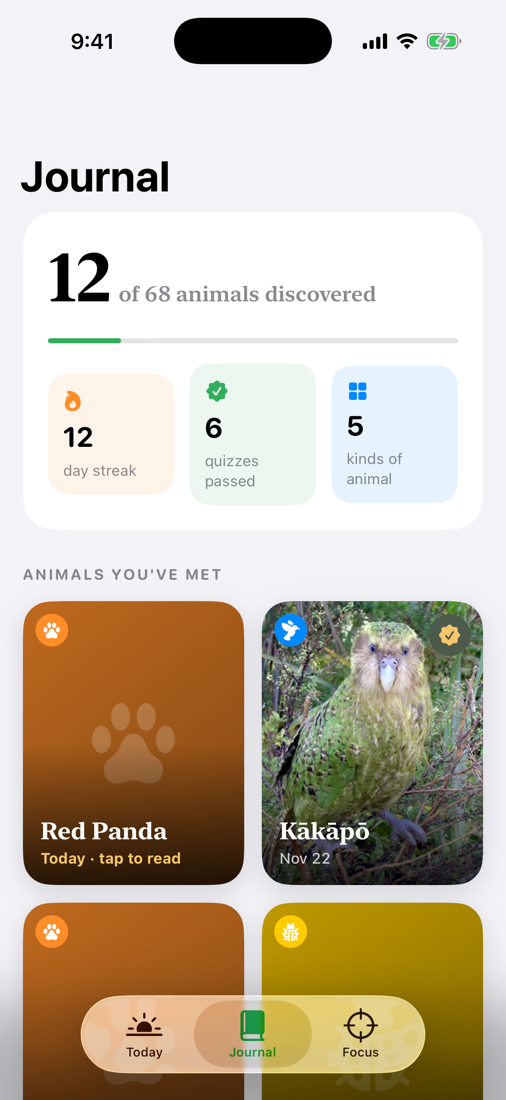 9:41
Journal
12 of 68 animals discovered
12
day streak
6
quizzes
passed
5
kinds of
animal
ANIMALS YOU'VE MET
Red Panda
Today · tap to read
Kākāpō
Nov 22
Today
Journal
Focus